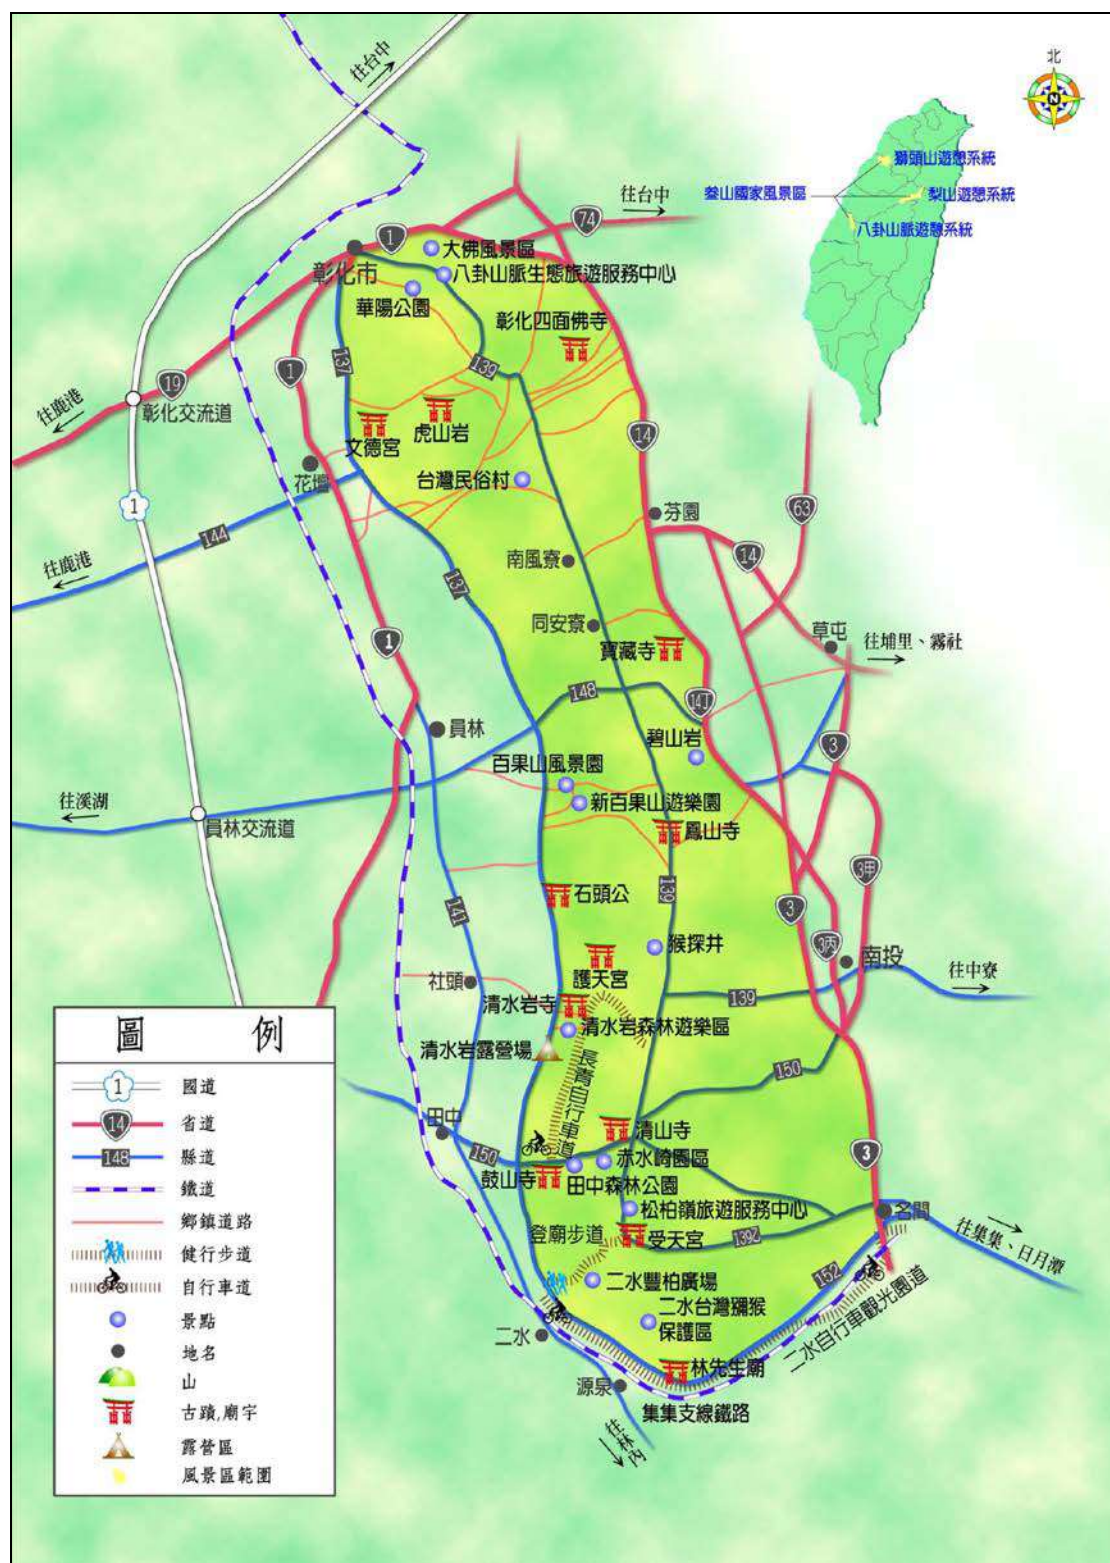 往台中
北
N
獅頭山遊憩系統
叁山國家風景區
梨山遊憩系統
八卦山脈遊憩系統
往台中
74
1
大佛風景區
彰化市
八卦山脈生態旅遊服務中心
華陽公園
彰化四面佛寺
137
139
1
19
往鹿港
彰化交流道
文德宮
虎山岩
14
花壇
台灣民俗村
1
144
芬園
63
14
往鹿港
南風寮
137
同安寮
1
寶藏寺
草屯
往埔里、霧社
148
14丁
員林
碧山岩
3
百果山風景園
往溪湖
新百果山遊樂園
員林交流道
鳳山寺
3甲
139
石頭公
141
3
3丙
猴探井
南投
護天宮
社頭
往中寮
139
清水岩寺
清水岩森林遊樂區
清水岩露營場
長青自行車道
150
田中
清山寺
150
赤水崎園區
鼓山寺
田中森林公園
3
松柏嶺旅遊服務中心
名間
登廟步道
受天宮
139乙
往集集、日月潭
152
二水豐柏廣場
二水台灣獼猴
保護區
二水
二水自行車觀光園道
林先生廟
源泉
集集支線鐵路
往林內
圖 例
1 國道
14 省道
148 縣道
鐵道
鄉鎮道路
健行步道
自行車道
景點
地名
山
古蹟,廟宇
露營區
風景區範圍